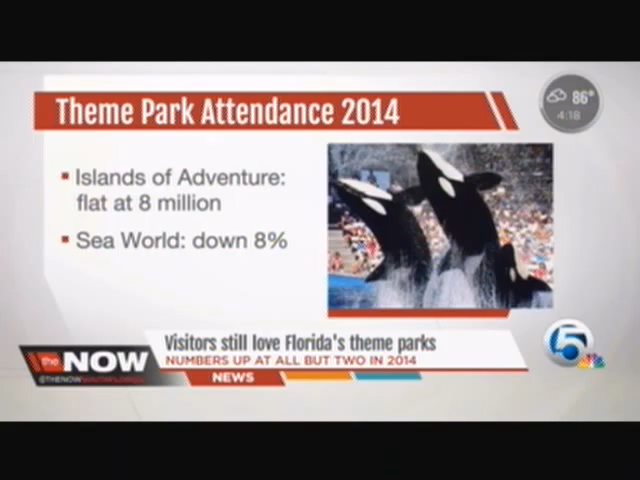 Theme Park Attendance 2014
86°
4:18
Islands of Adventure:
flat at 8 million
Sea World: down 8%
Visitors still love Florida's theme parks
NUMBERS UP AT ALL BUT TWO IN 2014
the NOW
NEWS
5